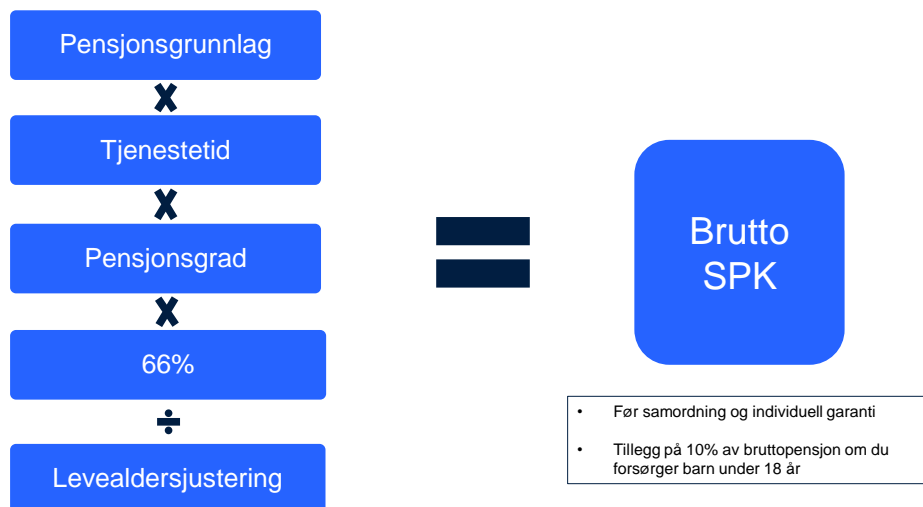 Pensjonsgrunnlag
×
Tjenestetid
×
Pensjonsgrad
×
66%
÷
Levealdersjustering
=
Brutto
SPK
• Før samordning og individuell garanti
• Tillegg på 10% av bruttopensjon om du
forsørger barn under 18 år